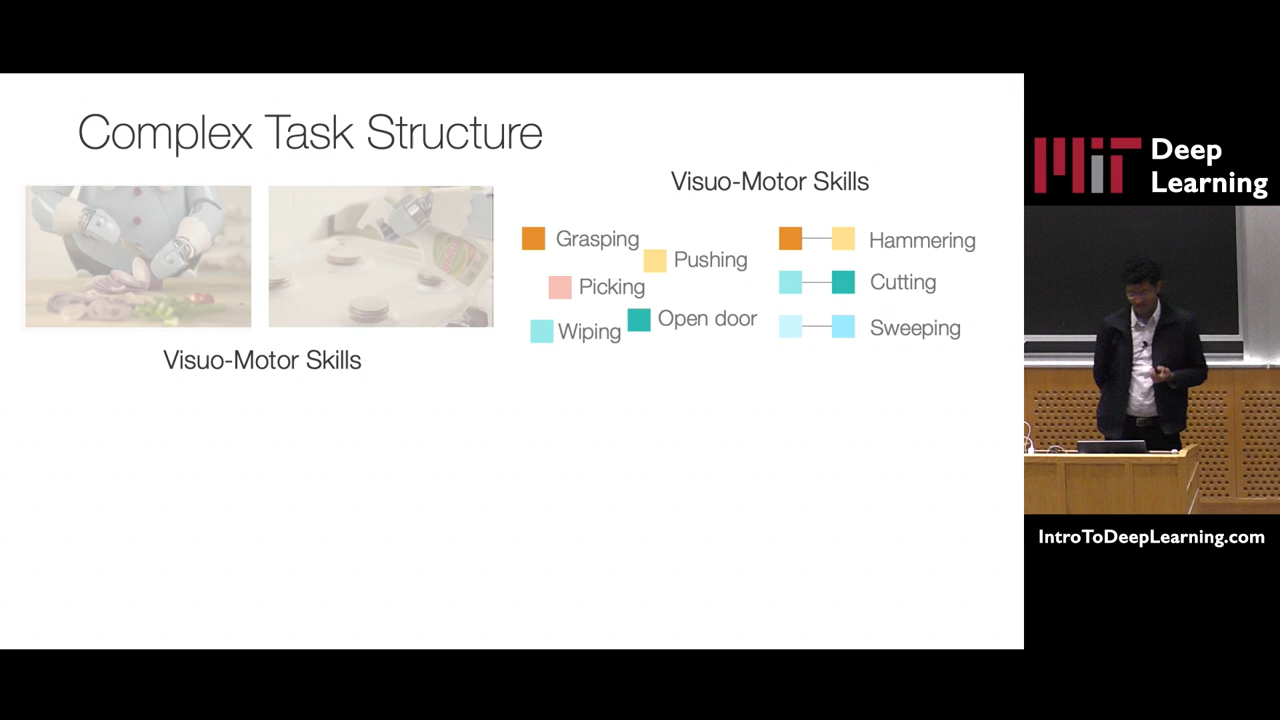 Complex Task Structure
Visuo-Motor Skills
Visuo-Motor Skills
Grasping
Pushing
Picking
Wiping
Open door
Hammering
Cutting
Sweeping
MIT Deep
Learning
IntroToDeepLearning.com